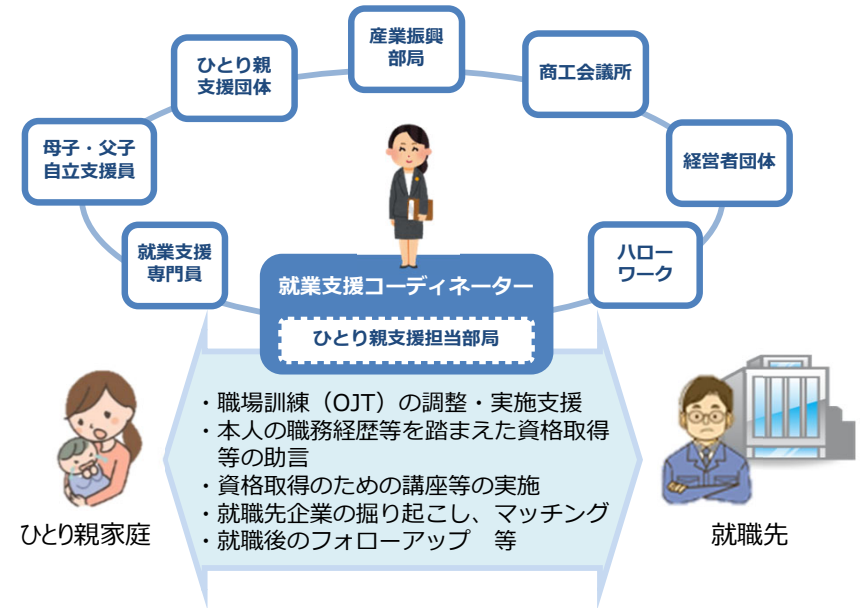 産業振興
部局
ひとり親
支援団体
商工会議所
母子・父子
自立支援員
経営者団体
就業支援
専門員
ハロー
ワーク
就業支援コーディネーター
ひとり親支援担当部局
・職場訓練（OJT）の調整・実施支援
・本人の職務経歴等を踏まえた資格取得
等の助言
・資格取得のための講座等の実施
・就職先企業の掘り起こし、マッチング
・就職後のフォローアップ　等
ひとり親家庭
就職先